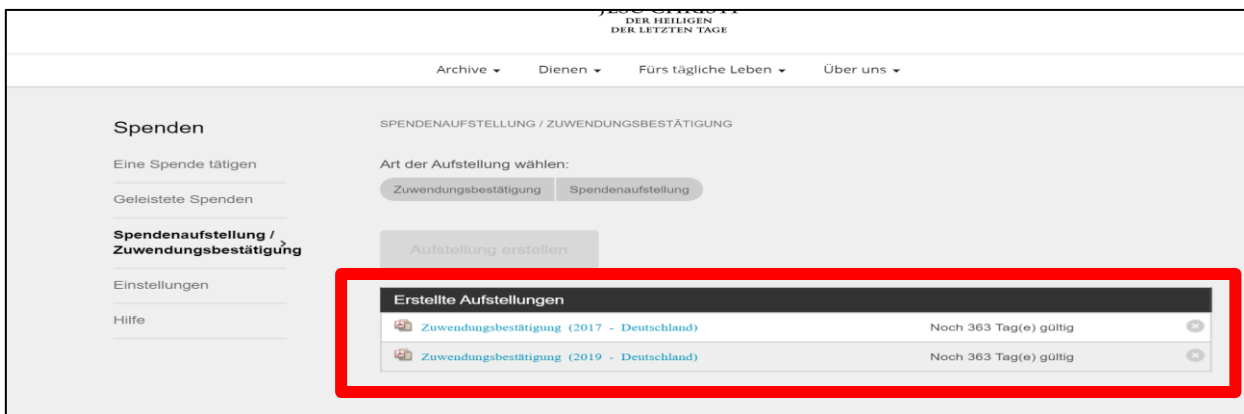 DER HEILIGEN
DER LETZTEN TAGE
Archive Dienen Fürs tägliche Leben Über uns
Spenden
Eine Spende tätigen
Geleistete Spenden
Spendenaufstellung /
Zuwendungsbestätigung
Einstellungen
Hilfe
SPENDENAUFSTELLUNG / ZUWENDUNGSBESTÄTIGUNG
Art der Aufstellung wählen:
Zuwendungsbestätigung Spendenaufstellung
Aufstellung erstellen
Erstellte Aufstellungen
Zuwendungsbestätigung (2017 - Deutschland) Noch 363 Tag(e) gültig
Zuwendungsbestätigung (2019 - Deutschland) Noch 363 Tag(e) gültig